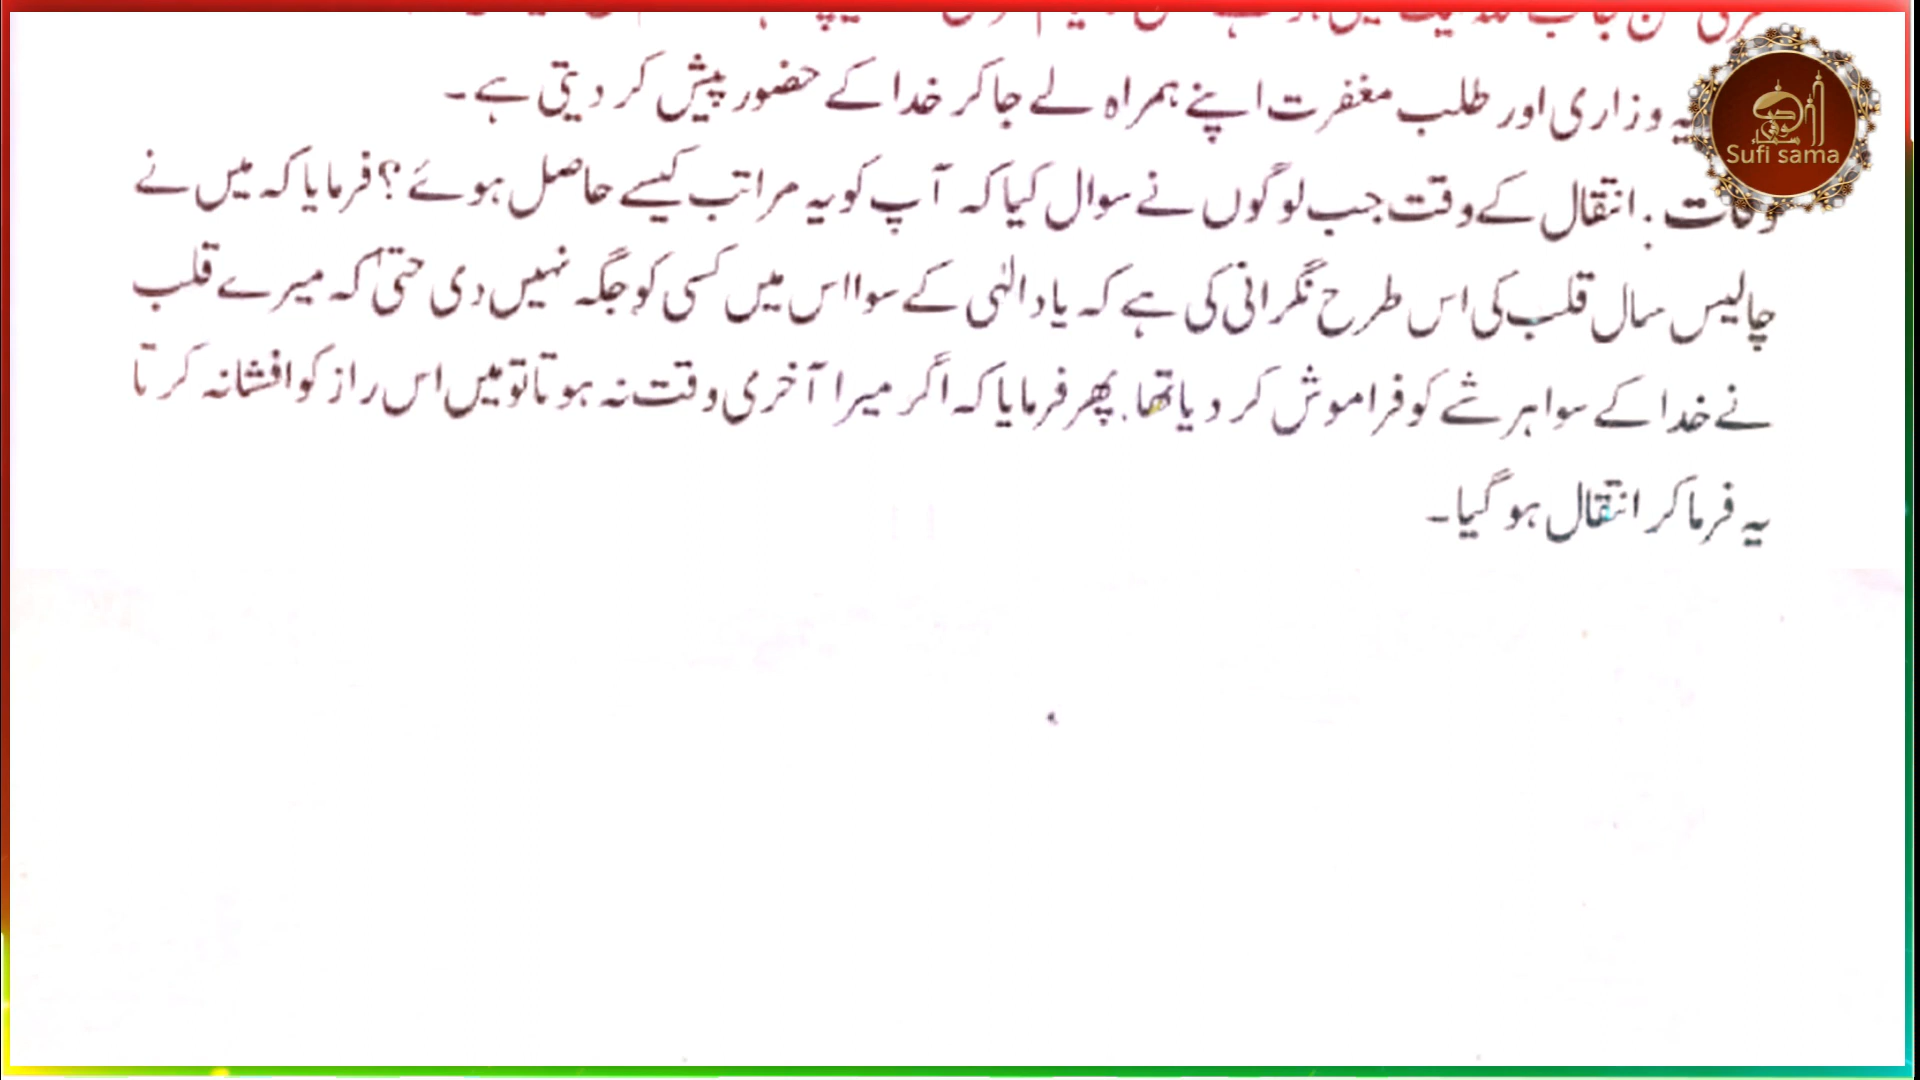 وزاری اور طلب مغفرت اپنے ہمراہ لے جاکر خدا کے حضور پیش کر دیتی ہے۔
وفات : انتقال کے وقت جب لوگوں نے سوال کیا کہ آپ کو یہ مراتب کیسے حاصل ہوئے؟ فرمایا کہ میں نے
چالیس سال قلب کی اس طرح نگرانی کی ہے کہ یاد الٰہی کے سوا اس میں کسی کو جگہ نہیں دی حتیٰ کہ میرے قلب
نے خدا کے سوا ہر شے کو فراموش کر دیا تھا. پھر فرمایا کہ اگر میرا آخری وقت نہ ہوتا تو میں اس راز کو افشا نہ کرتا
یہ فرما کر انتقال ہو گیا۔
Sufi sama